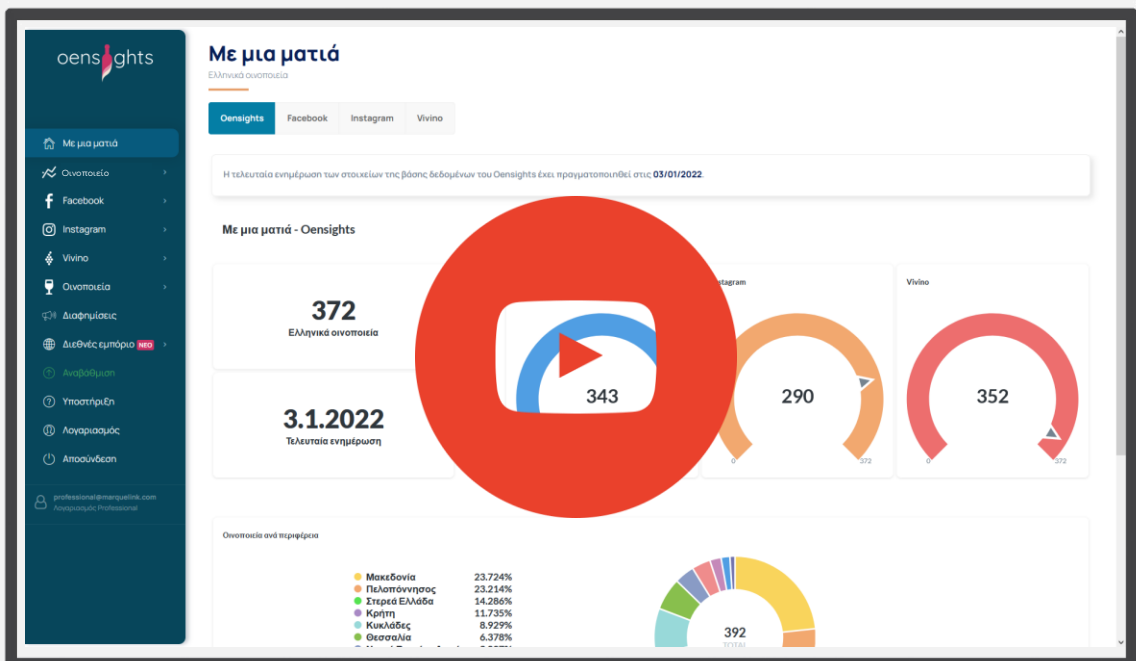 oensights
Με μια ματιά
Οινοποιείο
Facebook
Instagram
Vivino
Οινοποιεία
Διαφημίσεις
Διεθνές εμπόριο ΝΕΟ
Αναβάθμιση
Υποστήριξη
Λογαριασμός
Αποσύνδεση
professional@marquelink.com
Λογαριασμός Professional
Με μια ματιά
Ελληνικά οινοποιεία
Oensights Facebook Instagram Vivino
Η τελευταία ενημέρωση των στοιχείων της βάσης δεδομένων του Oensights έχει πραγματοποιηθεί στις 03/01/2022.
Με μια ματιά - Oensights
372
Ελληνικά οινοποιεία
3.1.2022
Τελευταία ενημέρωση
343
stagram
290
0 372
Vivino
352
0 372
Οινοποιεία ανά περιφέρεια
Μακεδονία 23.724%
Πελοπόννησος 23.214%
Στερεά Ελλάδα 14.286%
Κρήτη 11.735%
Κυκλάδες 8.929%
Θεσσαλία 6.378%
392
TOTAL